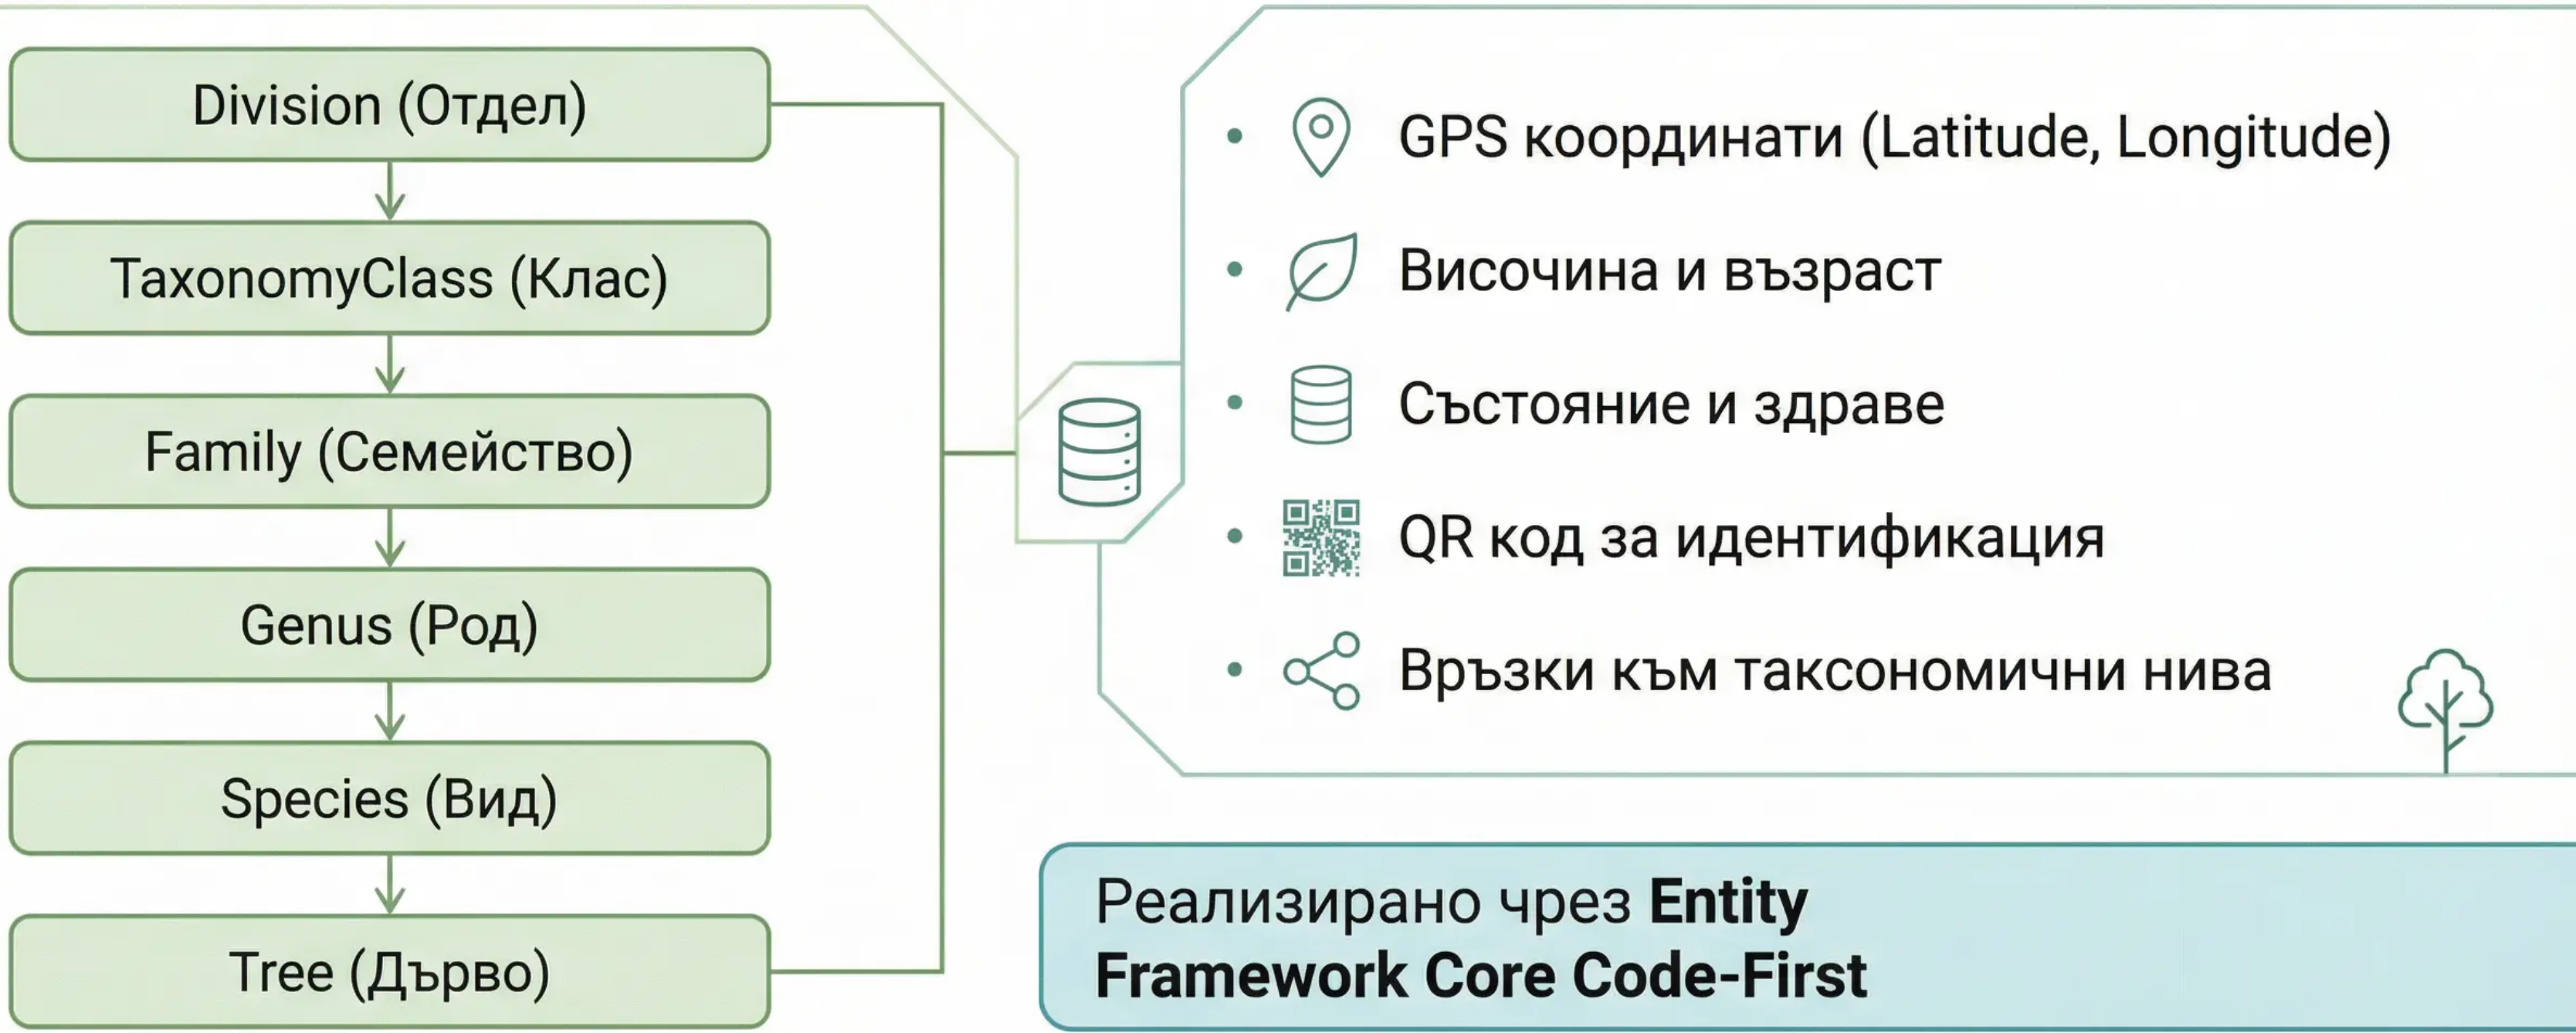 Division (Отдел)
TaxonomyClass (Клас)
Family (Семейство)
Genus (Род)
Species (Вид)
Tree (Дърво)
GPS координати (Latitude, Longitude)
Височина и възраст
Състояние и здраве
QR код за идентификация
Връзки към таксономични нива
Реализирано чрез Entity
Framework Core Code-First